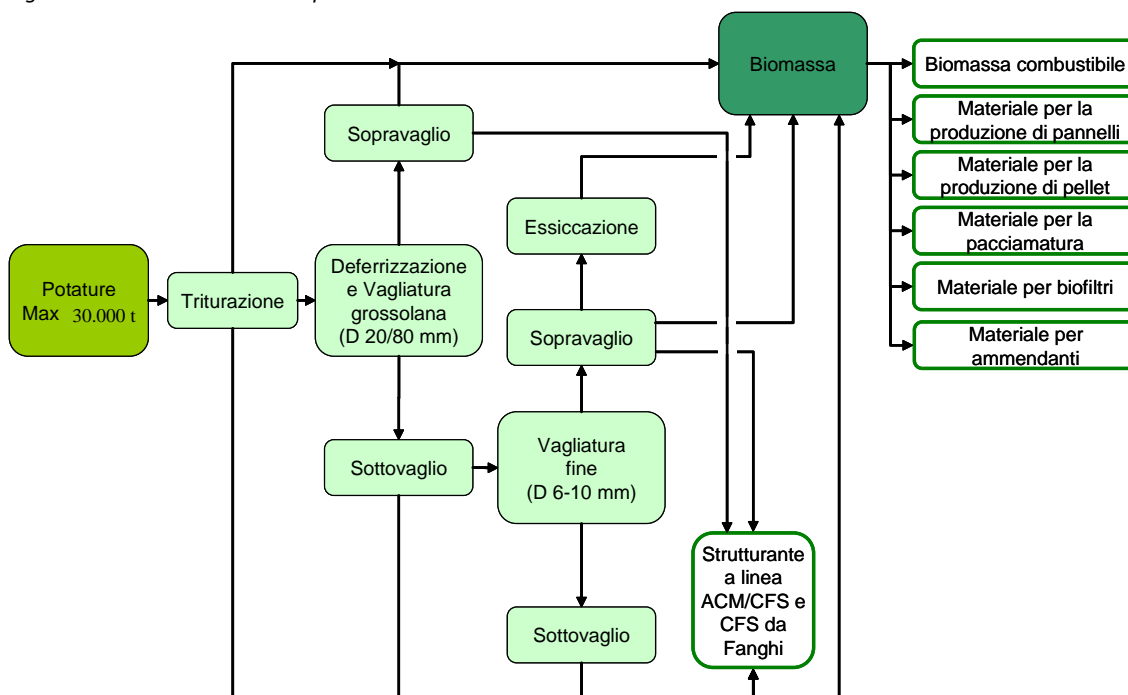 Biomassa
Biomassa combustibile
Materiale per la
produzione di pannelli
Materiale per la
produzione di pellet
Materiale per la
pacciamatura
Materiale per biofiltri
Materiale per
ammendanti
Sopravaglio
Essiccazione
Potature
Max 30.000 t
Triturazione
Deferrizzazione
e Vagliatura
grossolana
(D 20/80 mm)
Sopravaglio
Sottovaglio
Vagliatura
fine
(D 6-10 mm)
Strutturante
a linea
ACM/CFS e
CFS da
Fanghi
Sottovaglio